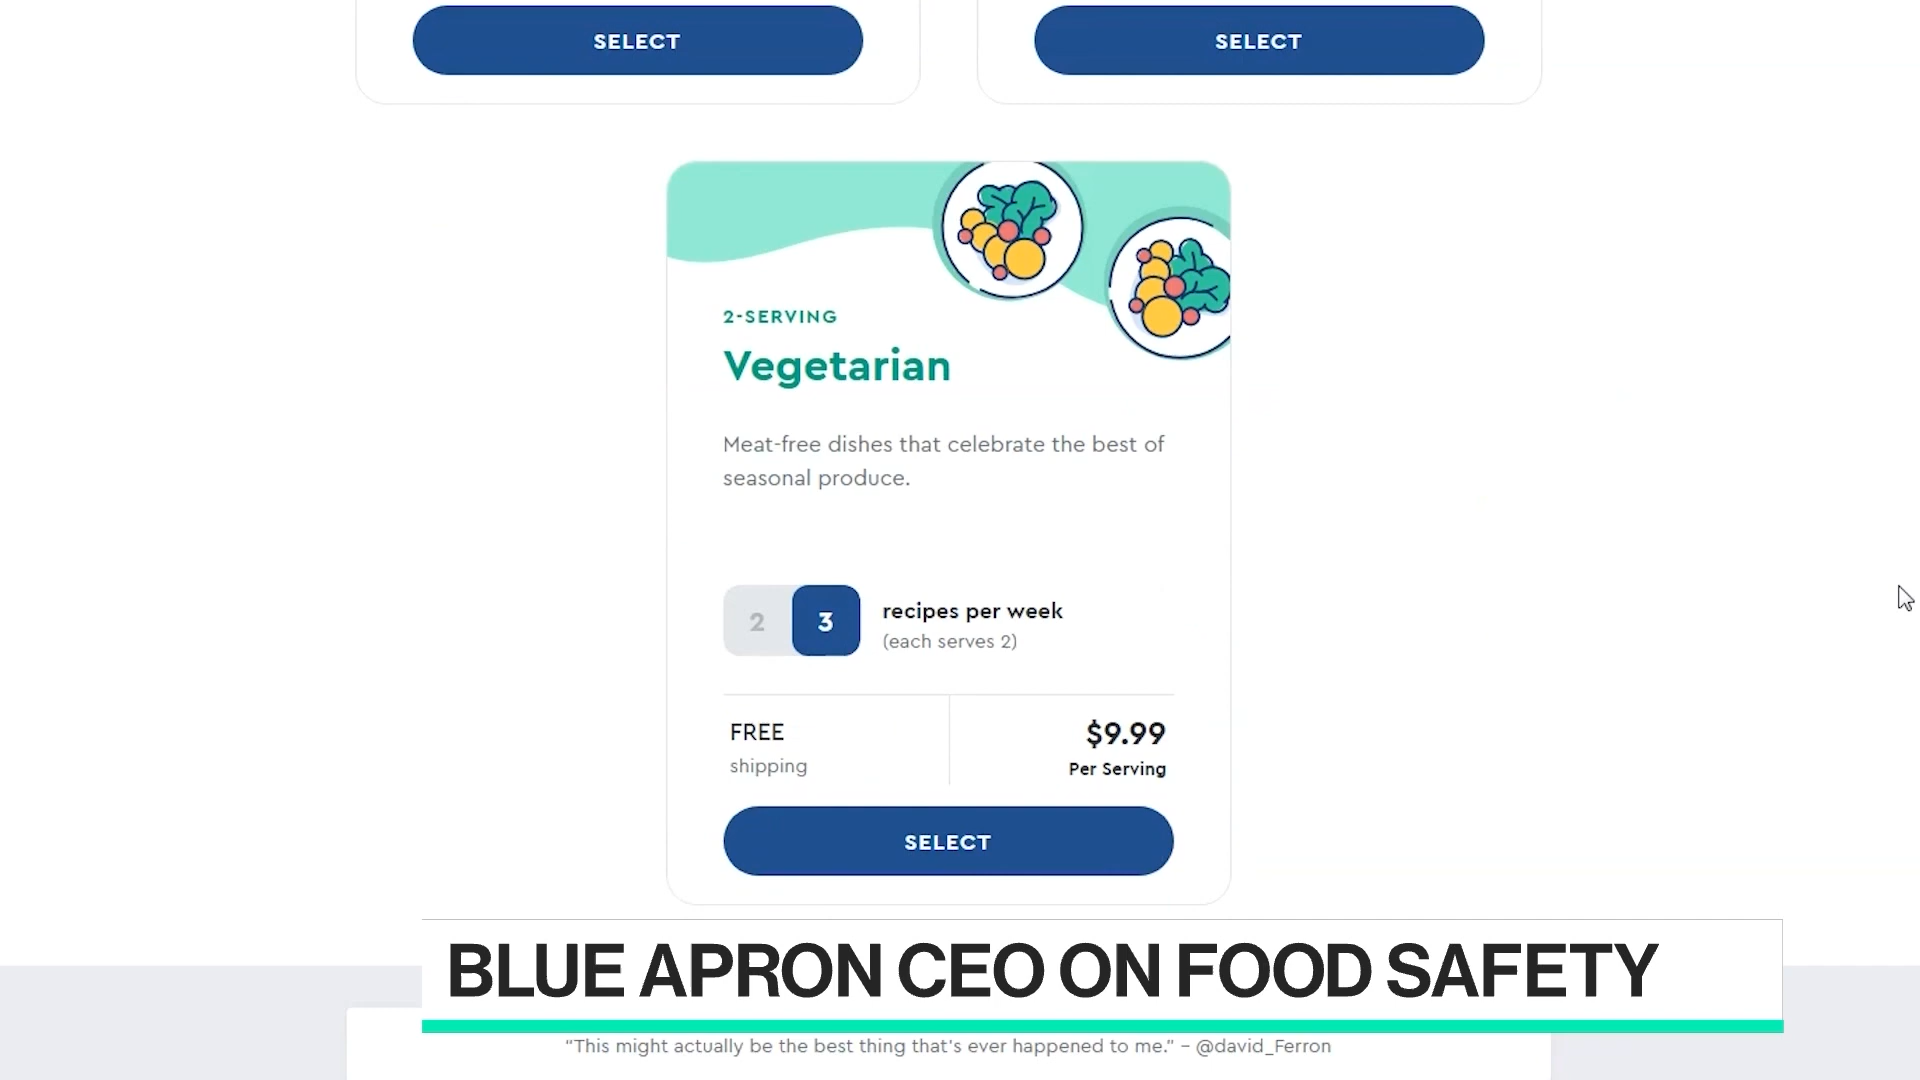 SELECT
SELECT
2-SERVING
Vegetarian
Meat-free dishes that celebrate the best of
seasonal produce.
2 3 recipes per week
(each serves 2)
FREE
shipping
$9.99
Per Serving
SELECT
BLUE APRON CEO ON FOOD SAFETY
“This might actually be the best thing that's ever happened to me.” – @david_Ferron